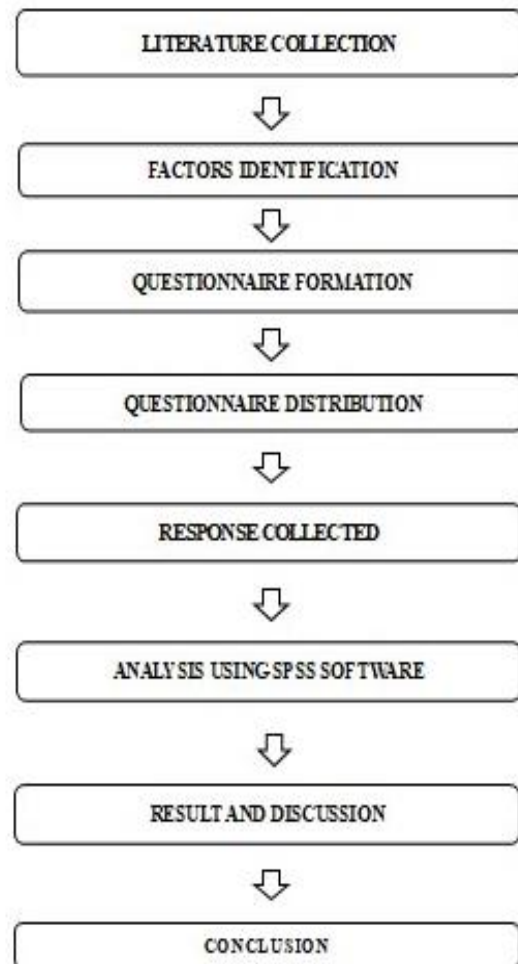 LITERATURE COLLECTION
FACTORS IDENTIFICATION
QUESTIONNAIRE FORMATION
QUESTIONNAIRE DISTRIBUTION
RESPONSE COLLECTED
ANALYSIS USING SPSS SOFTWARE
RESULT AND DISCUSSION
CONCLUSION